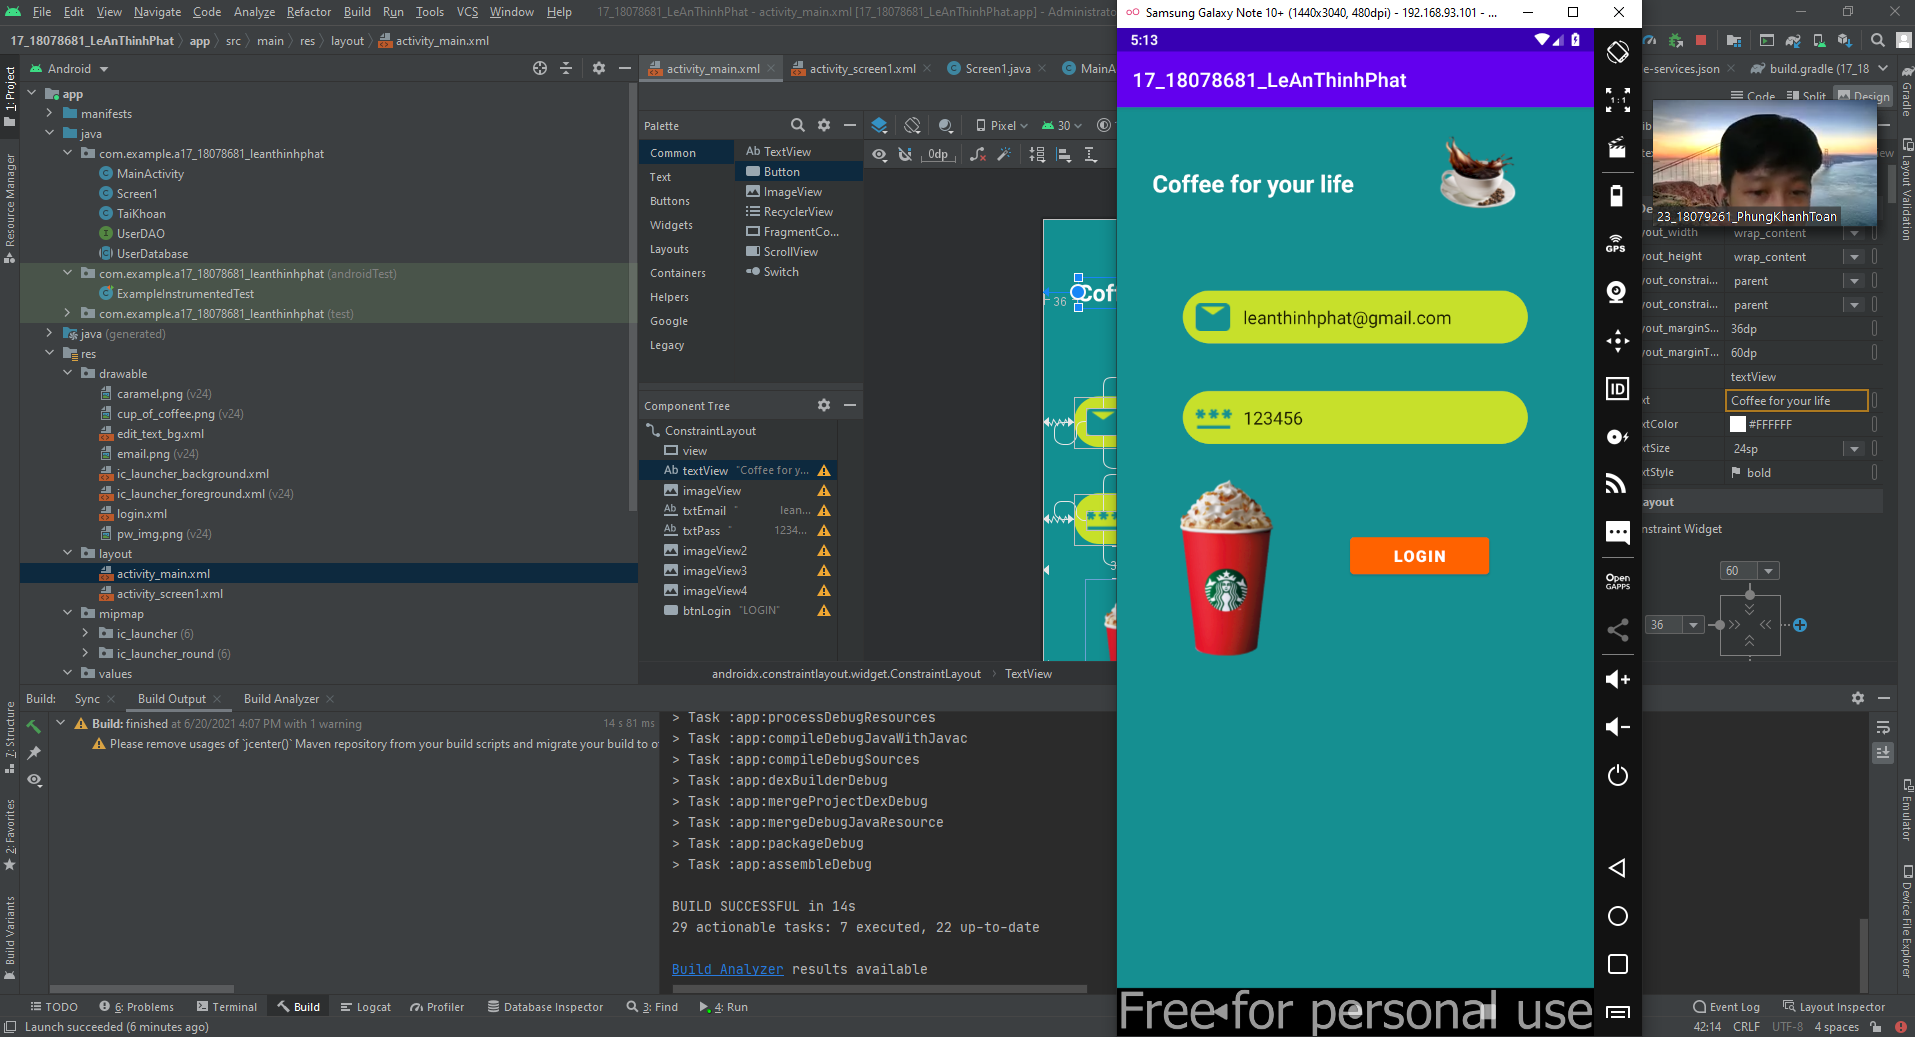 File Edit View Navigate Code Analyze Refactor Build Run Tools VCS Window Help 17_18078681_LeAnThinhPhat - activity_main.xml [17_18078681_LeAnThinhPhat.app] - Administrato
Samsung Galaxy Note 10+ (1440x3040, 480dpi) - 192.168.93.101 - ...
17_18078681_LeAnThinhPhat app src main res layout activity_main.xml
1: Project
Resource Manager
7: Structure
2: Favorites
Build Variants
Android
app
manifests
java
com.example.a17_18078681_leanthinhphat
MainActivity
Screen1
TaiKhoan
UserDAO
UserDatabase
com.example.a17_18078681_leanthinhphat (androidTest)
ExampleInstrumentedTest
com.example.a17_18078681_leanthinhphat (test)
java (generated)
res
drawable
caramel.png (v24)
cup_of_coffee.png (v24)
edit_text_bg.xml
email.png (v24)
ic_launcher_background.xml
ic_launcher_foreground.xml (v24)
login.xml
pw_img.png (v24)
layout
activity_main.xml
activity_screen1.xml
mipmap
ic_launcher (6)
ic_launcher_round (6)
values
activity_main.xml activity_screen1.xml Screen1.java MainA
e-services.json build.gradle (17_18
Code Split Design
Palette
Common
Text
Buttons
Widgets
Layouts
Containers
Helpers
Google
Legacy
Ab TextView
Button
ImageView
RecyclerView
FragmentCo...
ScrollView
Switch
Pixel 30
0dp
Component Tree
ConstraintLayout
view
Ab textView "Coffee for y...
imageView
Ab txtEmail " lean...
Ab txtPass " 1234...
imageView2
imageView3
imageView4
btnLogin "LOGIN"
36
Cof
androidx.constraintlayout.widget.ConstraintLayout TextView
5:13
17_18078681_LeAnThinhPhat
Coffee for your life
leanthinhphat@gmail.com
*** 123456
LOGIN
Free for personal use
1:1
GPS
ID
Open GAPPS
23_18079261_PhungKhanhToan
yout_width wrap_content
yout_height wrap_content
yout_constrai... parent
yout_constrai... parent
yout_marginS... 36dp
yout_marginT... 60dp
textView
xt Coffee for your life
xtColor #FFFFFF
xtSize 24sp
xtStyle bold
ayout
nstraint Widget
60
36
Gradle
Layout Validation
Emulator
Device File Explorer
Build: Sync Build Output Build Analyzer
Build: finished at 6/20/2021 4:07 PM with 1 warning 14 s 81 ms
Please remove usages of `jcenter()` Maven repository from your build scripts and migrate your build to o
> Task :app:processDebugResources
> Task :app:compileDebugJavaWithJavac
> Task :app:compileDebugSources
> Task :app:dexBuilderDebug
> Task :app:mergeProjectDexDebug
> Task :app:mergeDebugJavaResource
> Task :app:packageDebug
> Task :app:assembleDebug
BUILD SUCCESSFUL in 14s
29 actionable tasks: 7 executed, 22 up-to-date
Build Analyzer results available
TODO 6: Problems Terminal Build Logcat Profiler Database Inspector 3: Find 4: Run Event Log Layout Inspector
Launch succeeded (6 minutes ago) 42:14 CRLF UTF-8 4 spaces